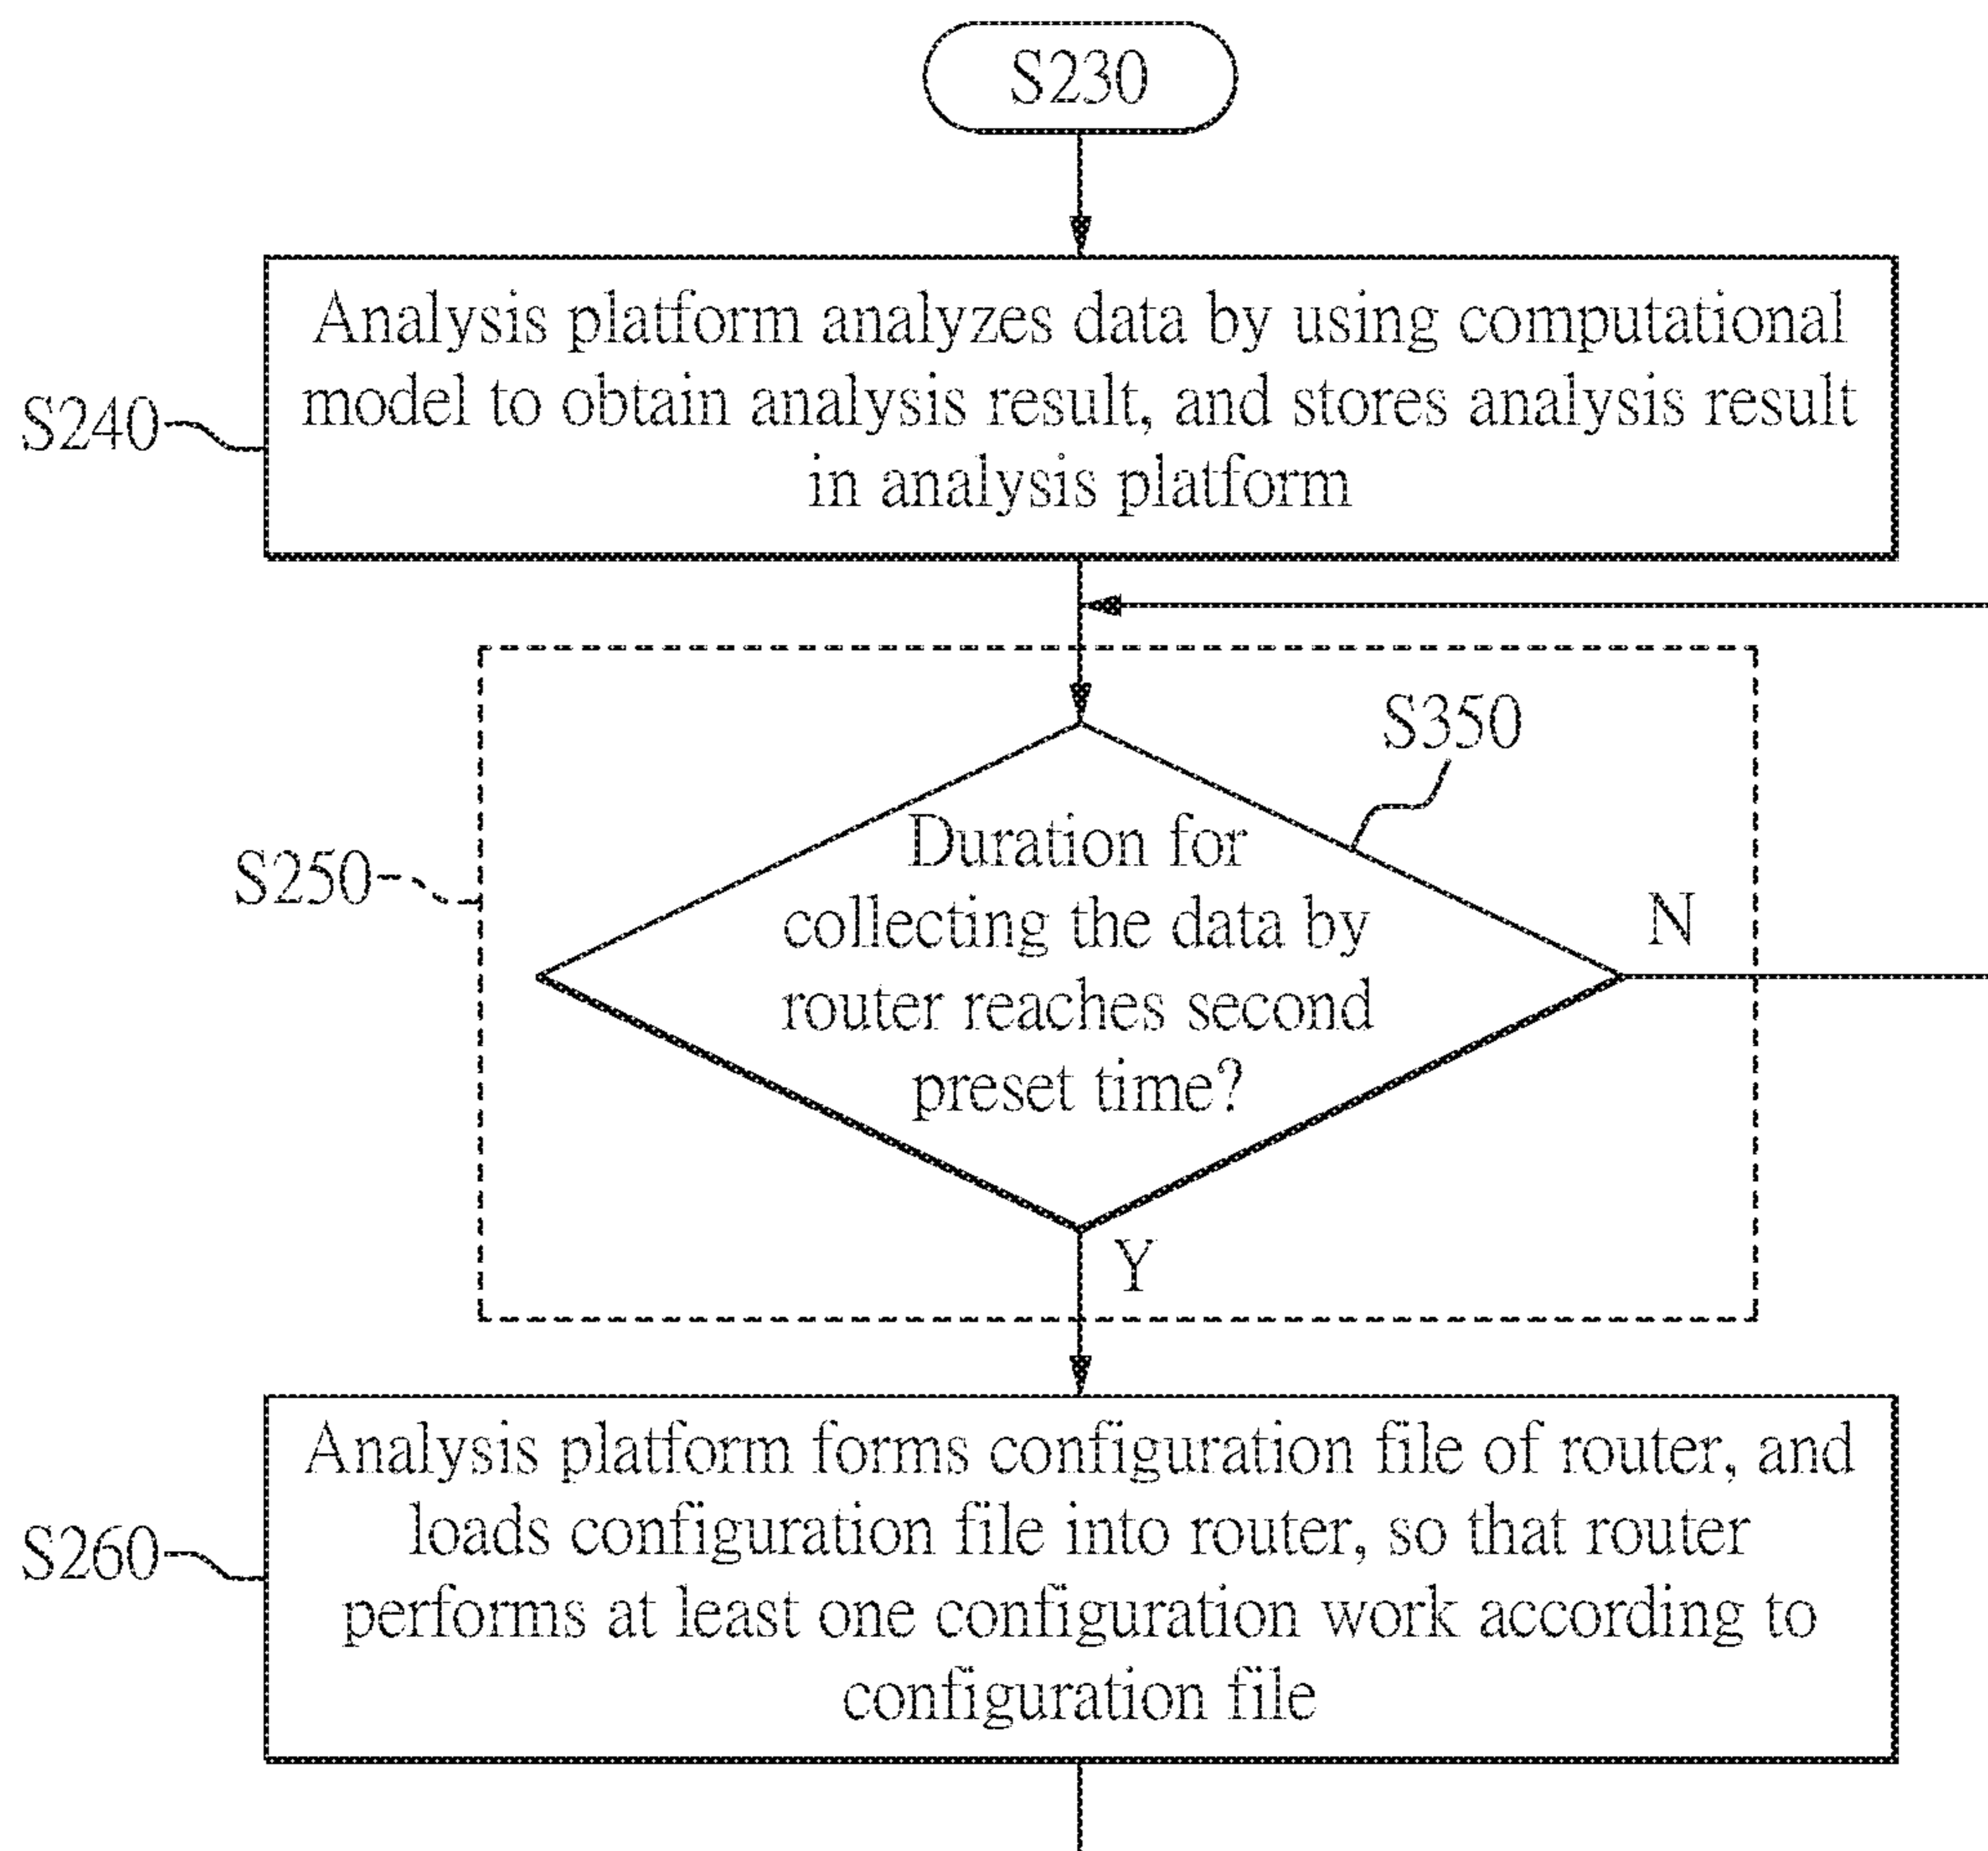 S230
Analysis platform analyzes data by using computational
model to obtain analysis result, and stores analysis result
in analysis platform
S240
S350
Duration for
collecting the data by
router reaches second
preset time?
S250
N
Y
Analysis platform forms configuration file of router, and
loads configuration file into router, so that router
performs at least one configuration work according to
configuration file
S260